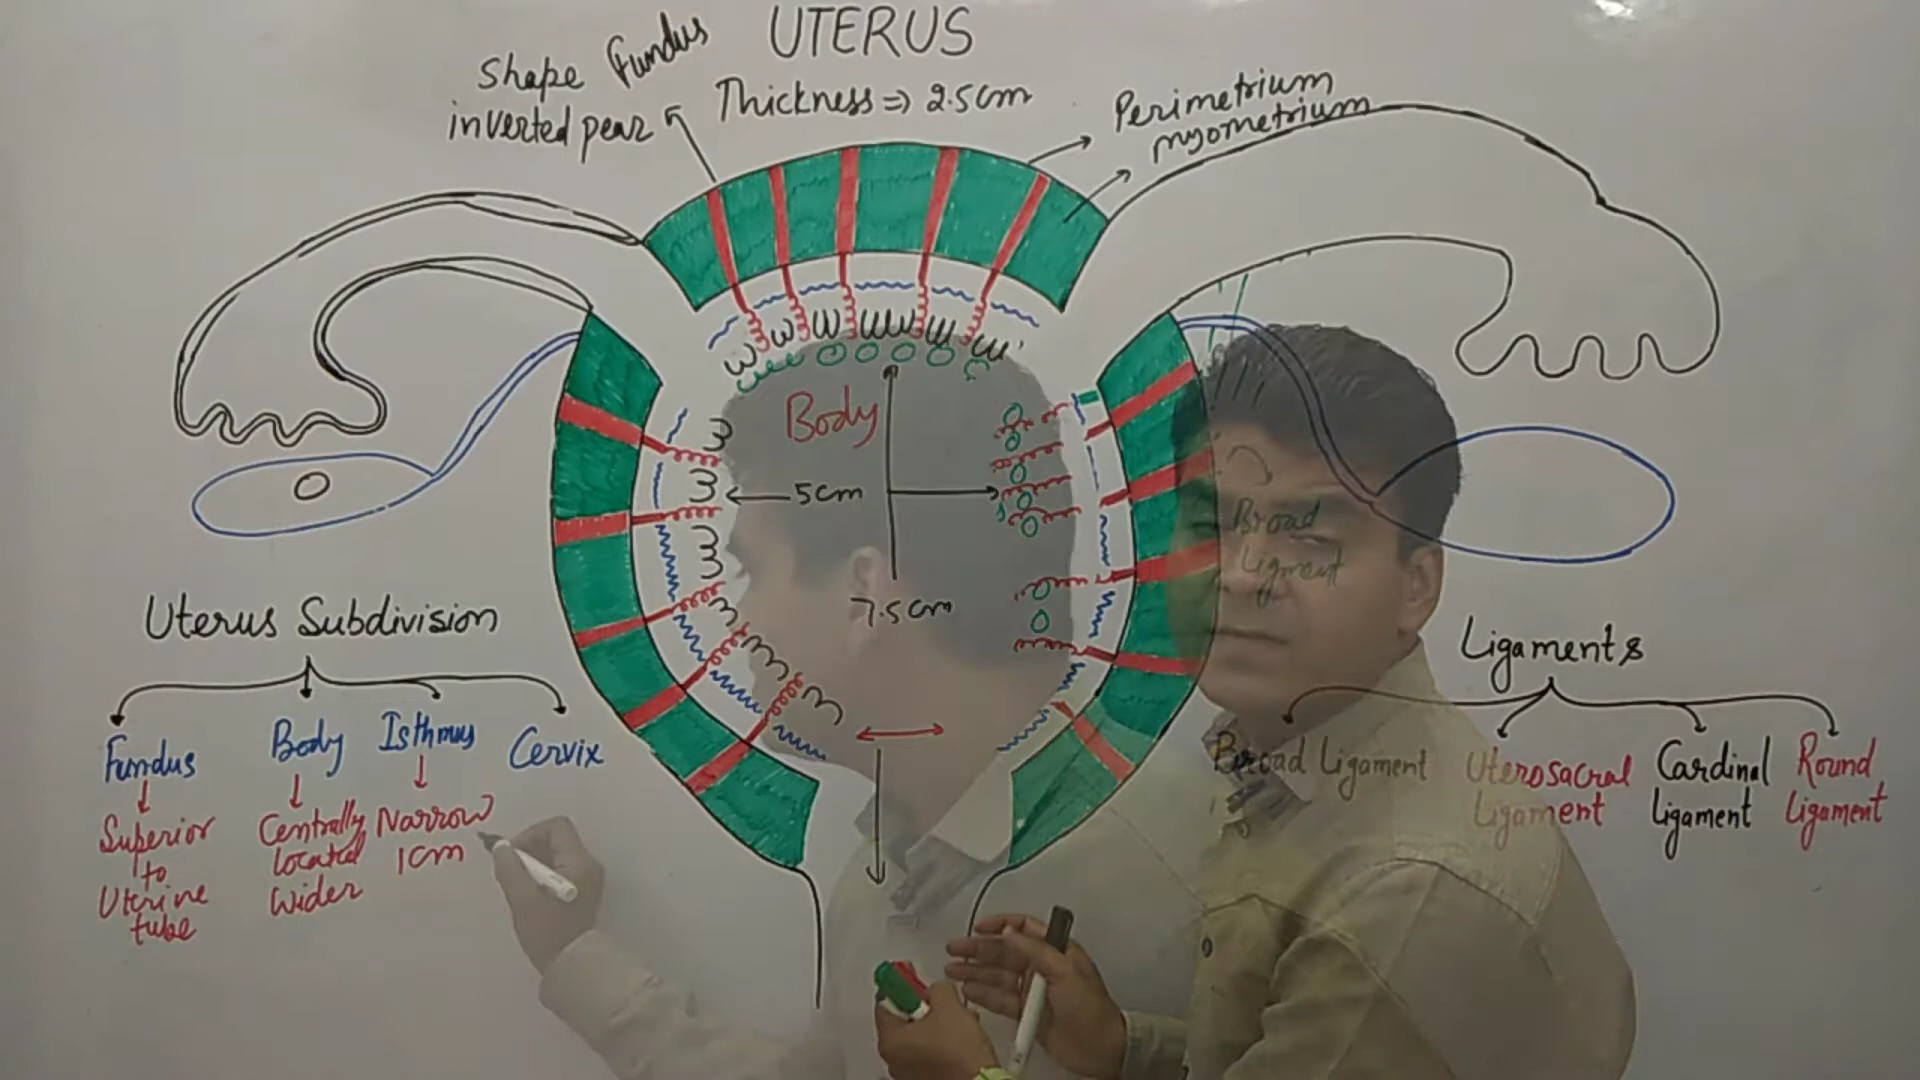 UTERUS
Shape Fundus
inverted pear
Thickness => 2.5cm
Perimetrium
myometrium
Body
5cm
7.5cm
Broad
Ligment
Uterus Subdivision
Fundus
Superior
to
Uterine
tube
Body
Centrally
located
wider
Isthmus
Narrow
1cm
Cervix
Ligaments
Broad Ligament
Uterosacral
Ligament
Cardinal
ligament
Round
Ligament